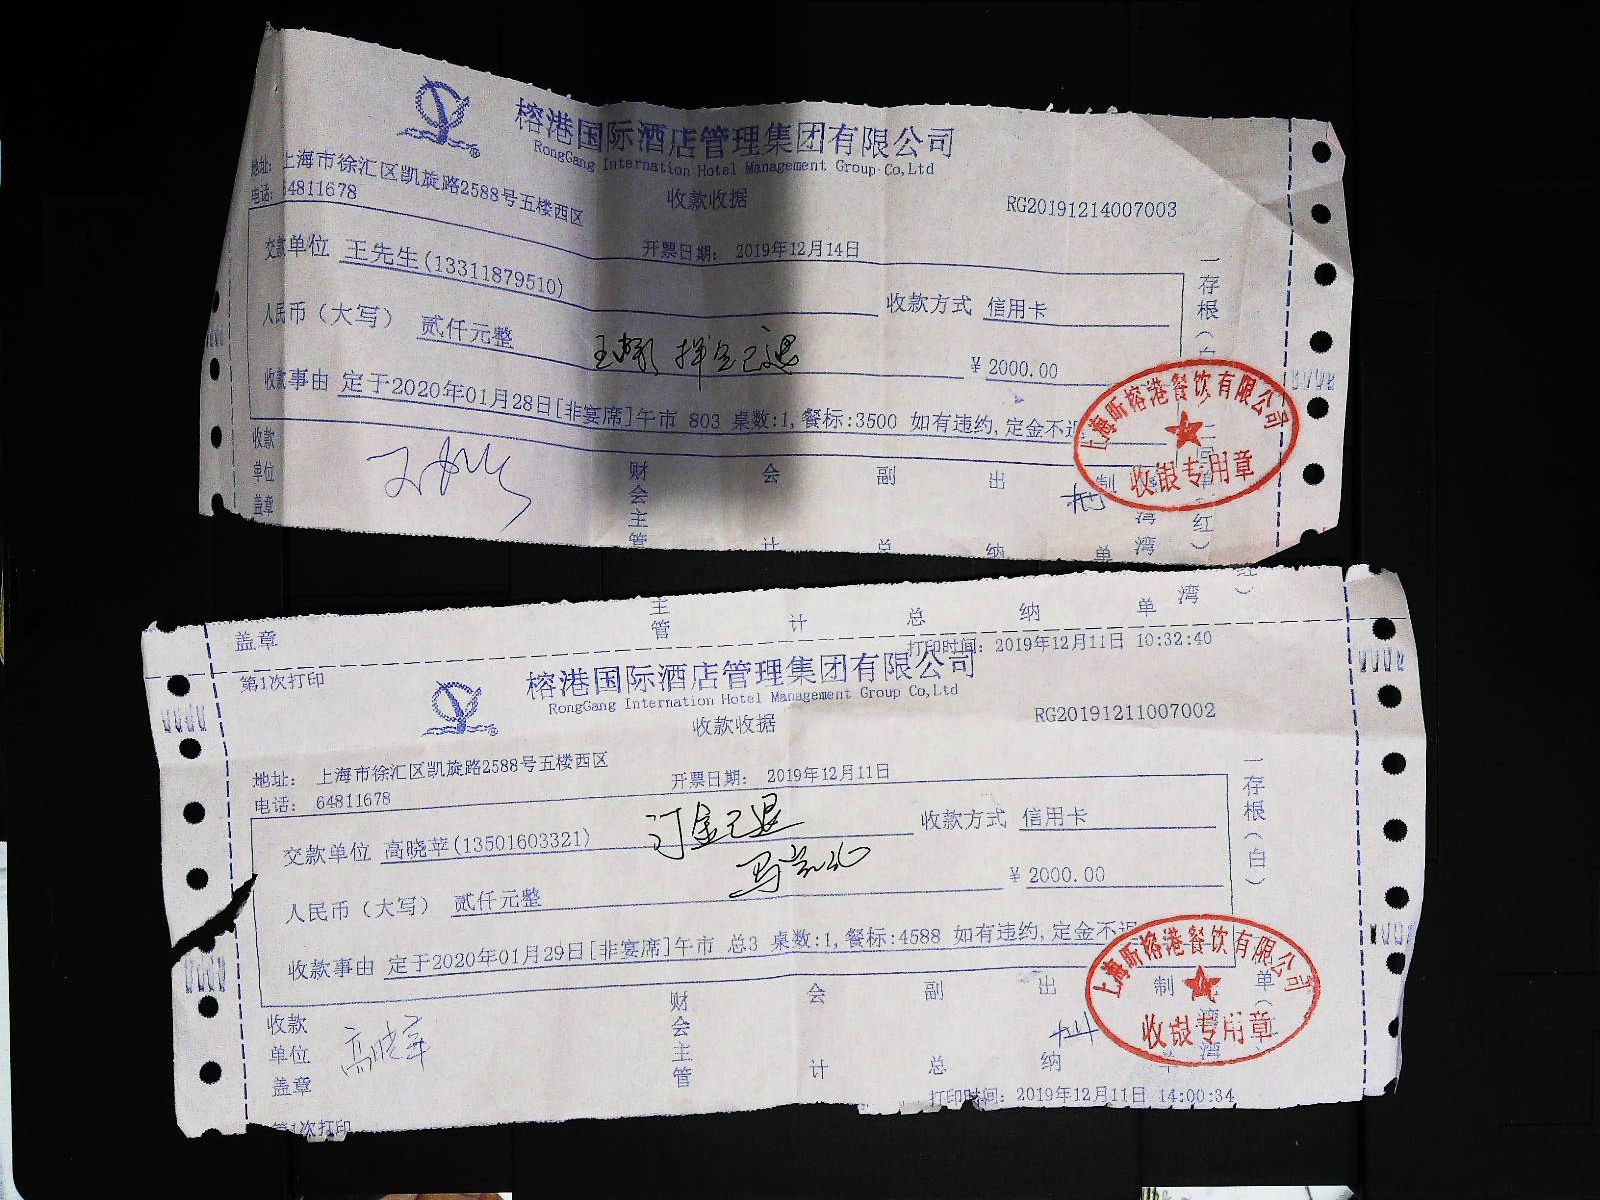 榕港国际酒店管理集团有限公司
RongGang International Hotel Management Group Co,Ltd
收款收据
地址: 上海市徐汇区凯旋路2588号五楼西区
电话: 64811678
RG20191214007003
开票日期: 2019年12月14日
交款单位 王先生(13311879510)
收款方式 信用卡
人民币（大写） 贰仟元整
已退
¥ 2000.00
收款事由 定于2020年01月28日[非宴席]午市 803 桌数:1,餐标:3500 如有违约,定金不退
收款单位盖章
财会主管
会计
副总
出纳
制单
一存根（白
上海昕榕港餐饮有限公司
收银专用章
盖章
主管 计 总 纳 单
打印时间: 2019年12月11日 10:32:40
第1次打印
榕港国际酒店管理集团有限公司
RongGang International Hotel Management Group Co,Ltd
收款收据
RG20191211007002
地址: 上海市徐汇区凯旋路2588号五楼西区
电话: 64811678
开票日期: 2019年12月11日
订金已退
交款单位 高晓苹(13501603321)
收款方式 信用卡
人民币（大写） 贰仟元整
¥ 2000.00
收款事由 定于2020年01月29日[非宴席]午市 总3 桌数:1,餐标:4588 如有违约,定金不退
收款单位盖章
高晓苹
财会主管
会计
副总
出纳
制单
一存根（白）
上海昕榕港餐饮有限公司
收银专用章
打印时间: 2019年12月11日 14:00:34
第1次打印